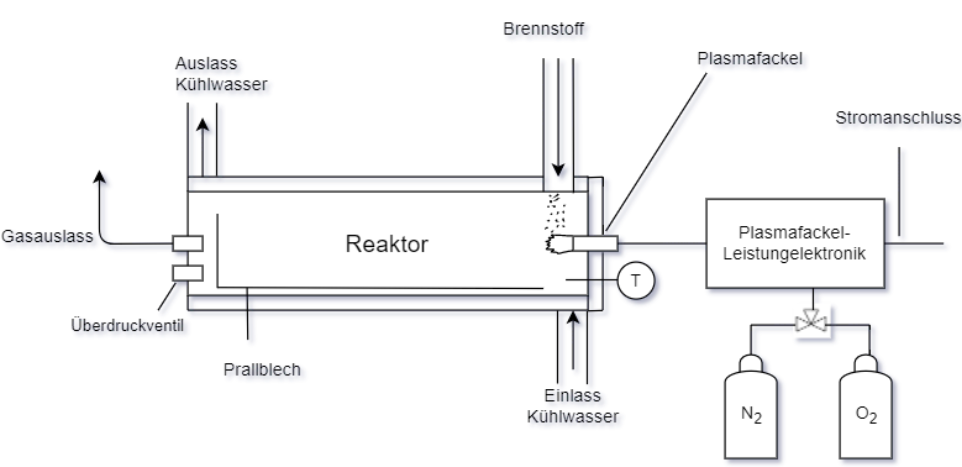 Brennstoff
Auslass
Kühlwasser
Plasmafackel
Stromanschluss
Gasauslass
Reaktor
Plasmafackel-
Leistungelektronik
T
Überdruckventil
Prallblech
Einlass
Kühlwasser
N2
O2